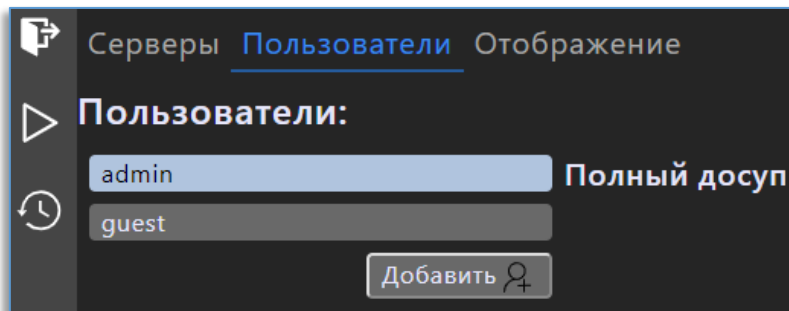 Серверы Пользователи Отображение
Пользователи:
admin Полный досуп
guest
Добавить